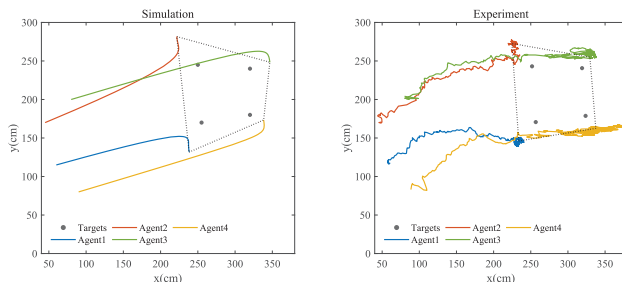 Simulation
300
250
200
150
100
50
0
y(cm)
50 100 150 200 250 300 350
x(cm)
Targets Agent2 Agent4
Agent1 Agent3
Experiment
300
250
200
150
100
50
0
y(cm)
50 100 150 200 250 300 350
x(cm)
Targets Agent2 Agent4
Agent1 Agent3